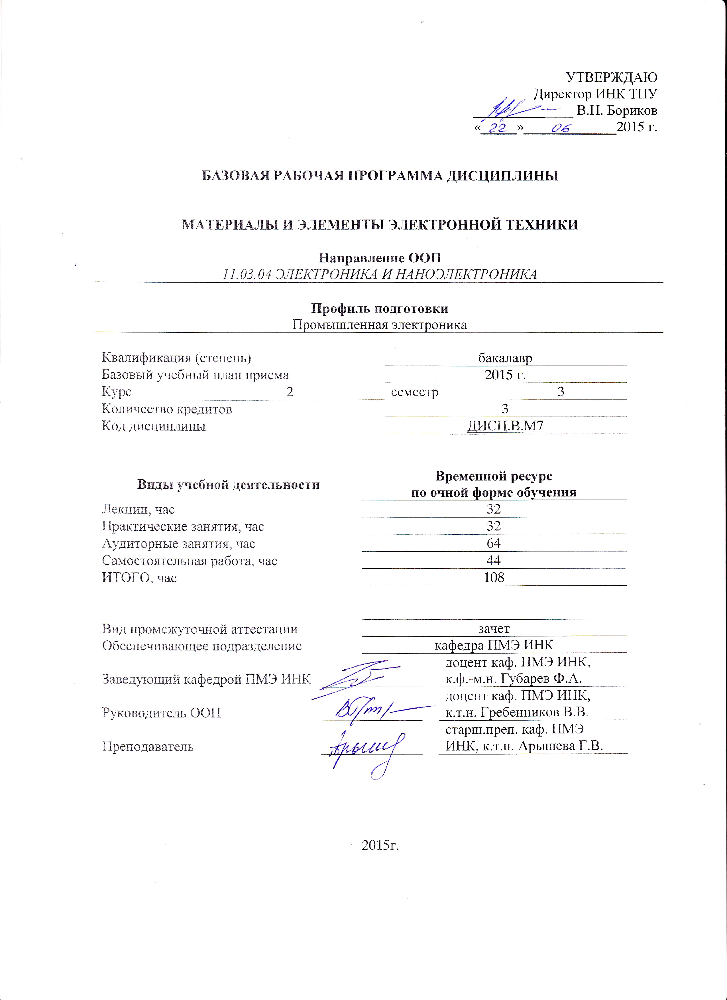 УТВЕРЖДАЮ
Директор ИНК ТПУ
В.Н. Бориков
«22» 06 2015 г.
БАЗОВАЯ РАБОЧАЯ ПРОГРАММА ДИСЦИПЛИНЫ
МАТЕРИАЛЫ И ЭЛЕМЕНТЫ ЭЛЕКТРОННОЙ ТЕХНИКИ
Направление ООП
11.03.04 ЭЛЕКТРОНИКА И НАНОЭЛЕКТРОНИКА
Профиль подготовки
Промышленная электроника
Квалификация (степень) бакалавр
Базовый учебный план приема 2015 г.
Курс 2 семестр 3
Количество кредитов 3
Код дисциплины ДИСЦ.В.М7
Виды учебной деятельности
Временной ресурс
по очной форме обучения
Лекции, час 32
Практические занятия, час 32
Аудиторные занятия, час 64
Самостоятельная работа, час 44
ИТОГО, час 108
Вид промежуточной аттестации зачет
Обеспечивающее подразделение кафедра ПМЭ ИНК
доцент каф. ПМЭ ИНК,
Заведующий кафедрой ПМЭ ИНК к.ф.-м.н. Губарев Ф.А.
доцент каф. ПМЭ ИНК,
Руководитель ООП к.т.н. Гребенников В.В.
старш.преп. каф. ПМЭ
Преподаватель ИНК, к.т.н. Арышева Г.В.
2015г.